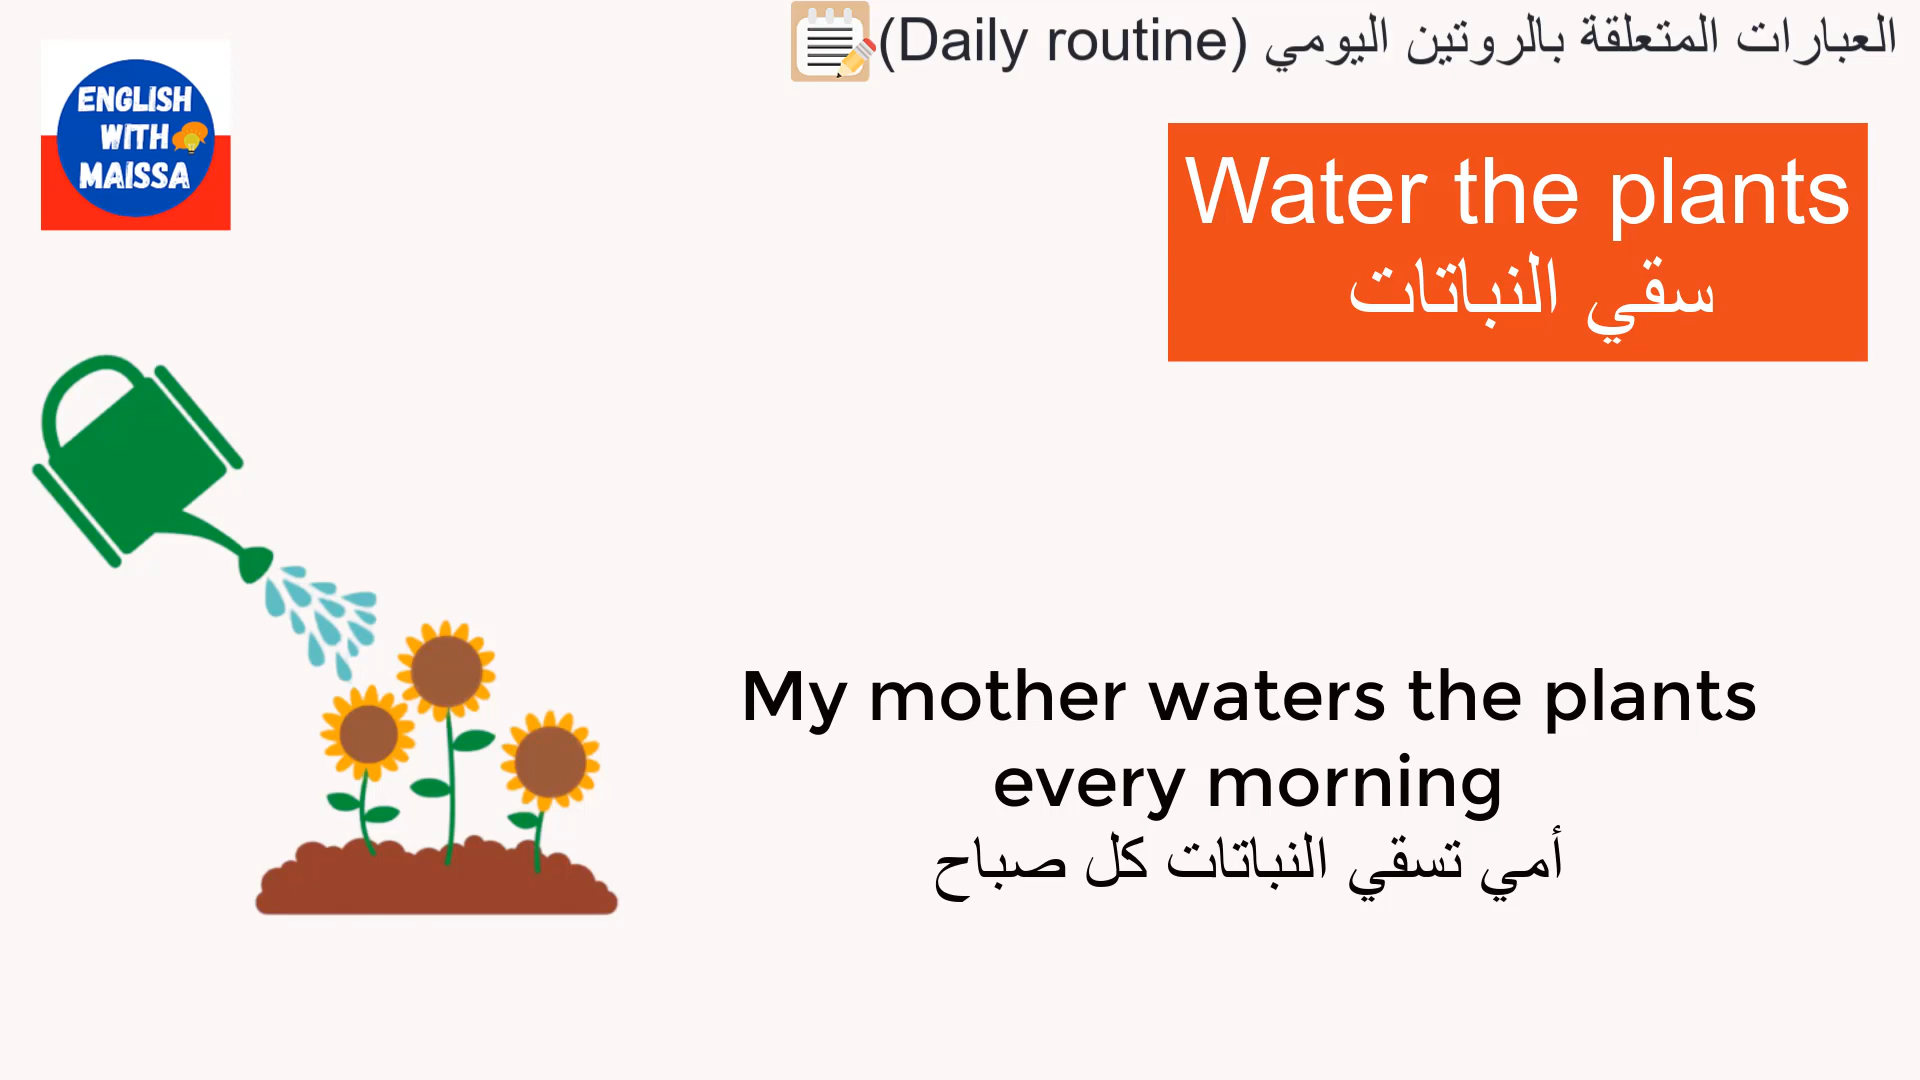 العبارات المتعلقة بالروتين اليومي (Daily routine)
ENGLISH
WITH
MAISSA
Water the plants
سقي النباتات
My mother waters the plants
every morning
أمي تسقي النباتات كل صباح